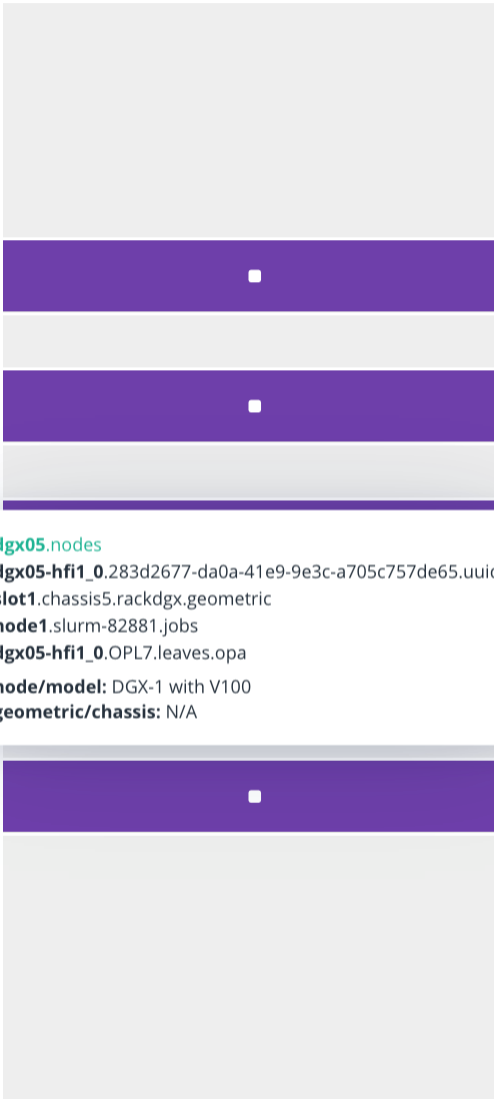 dgx05.nodes
dgx05-hfi1_0.283d2677-da0a-41e9-9e3c-a705c757de65.uuid
slot1.chassis5.rackdgx.geometric
node1.slurm-82881.jobs
dgx05-hfi1_0.OPL7.leaves.opa
node/model: DGX-1 with V100
geometric/chassis: N/A